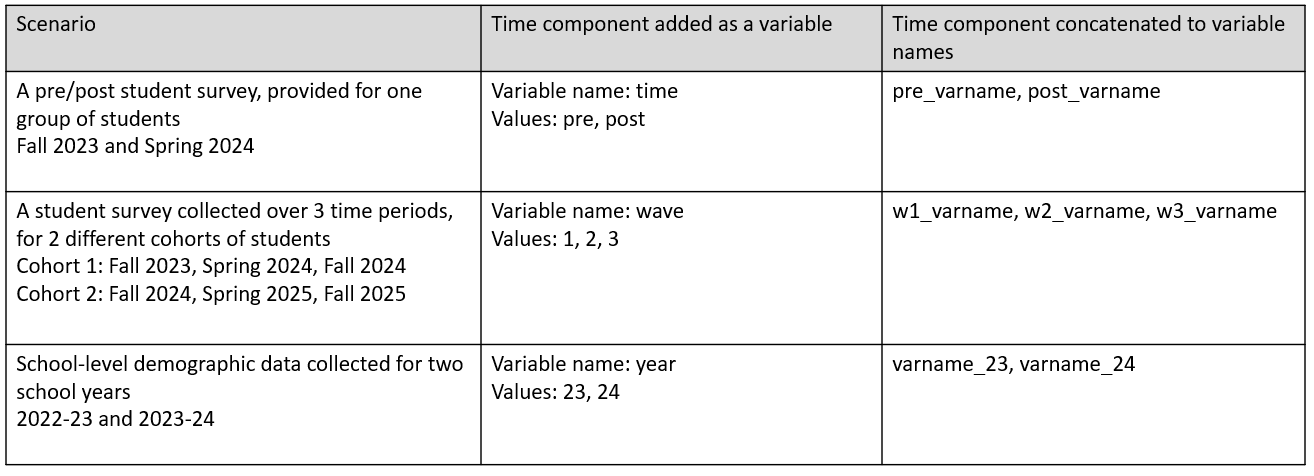 Scenario
Time component added as a variable
Time component concatenated to variable
names
A pre/post student survey, provided for one
group of students
Fall 2023 and Spring 2024
Variable name: time
Values: pre, post
pre_varname, post_varname
A student survey collected over 3 time periods,
for 2 different cohorts of students
Cohort 1: Fall 2023, Spring 2024, Fall 2024
Cohort 2: Fall 2024, Spring 2025, Fall 2025
Variable name: wave
Values: 1, 2, 3
w1_varname, w2_varname, w3_varname
School-level demographic data collected for two
school years
2022-23 and 2023-24
Variable name: year
Values: 23, 24
varname_23, varname_24